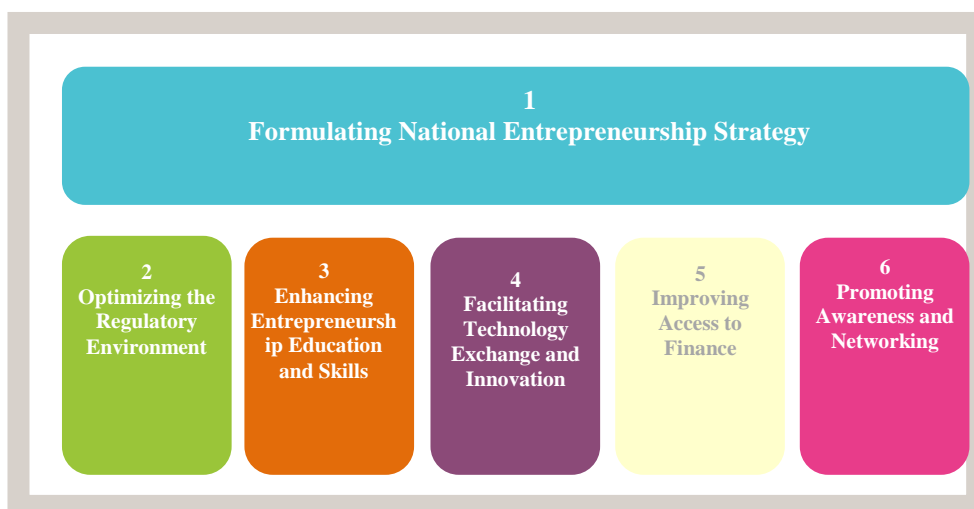 1
Formulating National Entrepreneurship Strategy
2
Optimizing the
Regulatory
Environment
3
Enhancing
Entrepreneursh
ip Education
and Skills
4
Facilitating
Technology
Exchange and
Innovation
5
Improving
Access to
Finance
6
Promoting
Awareness and
Networking